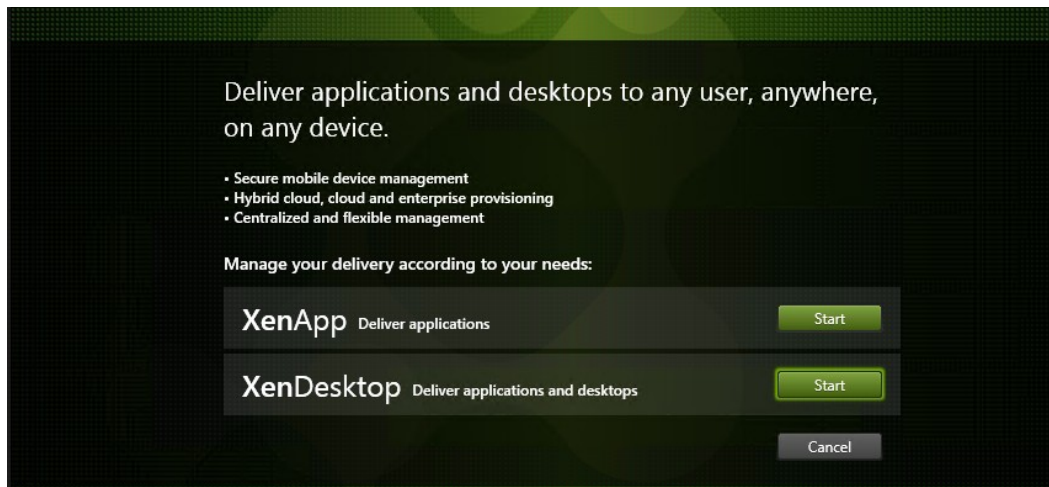 Deliver applications and desktops to any user, anywhere,
on any device.
▪ Secure mobile device management
▪ Hybrid cloud, cloud and enterprise provisioning
▪ Centralized and flexible management
Manage your delivery according to your needs:
XenApp Deliver applications Start
XenDesktop Deliver applications and desktops Start
Cancel